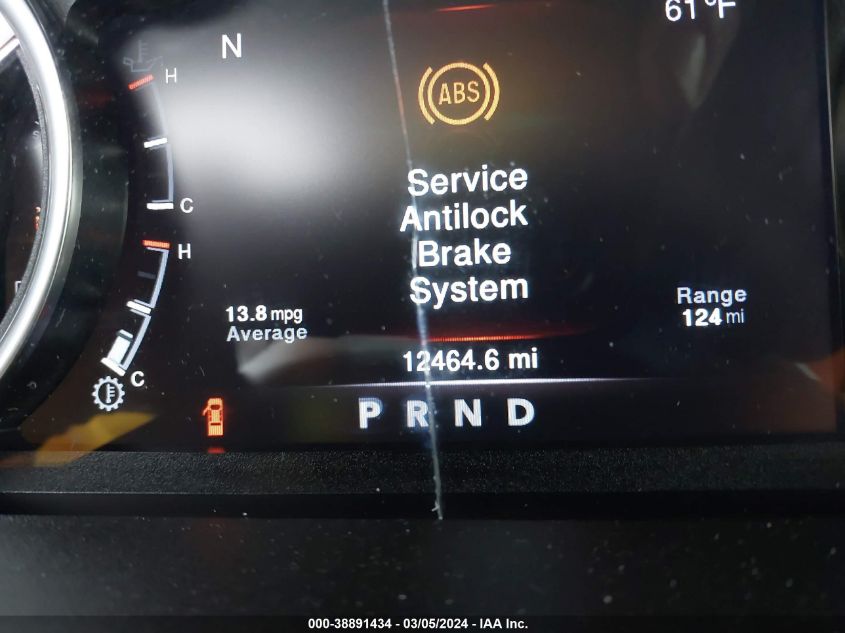 61°F
N
H
ABS
C
Service
Antilock
Brake
System
H
13.8 mpg
Average
Range
124 mi
12464.6 mi
C
P R N D
000-38891434 - 03/05/2024 - IAA Inc.